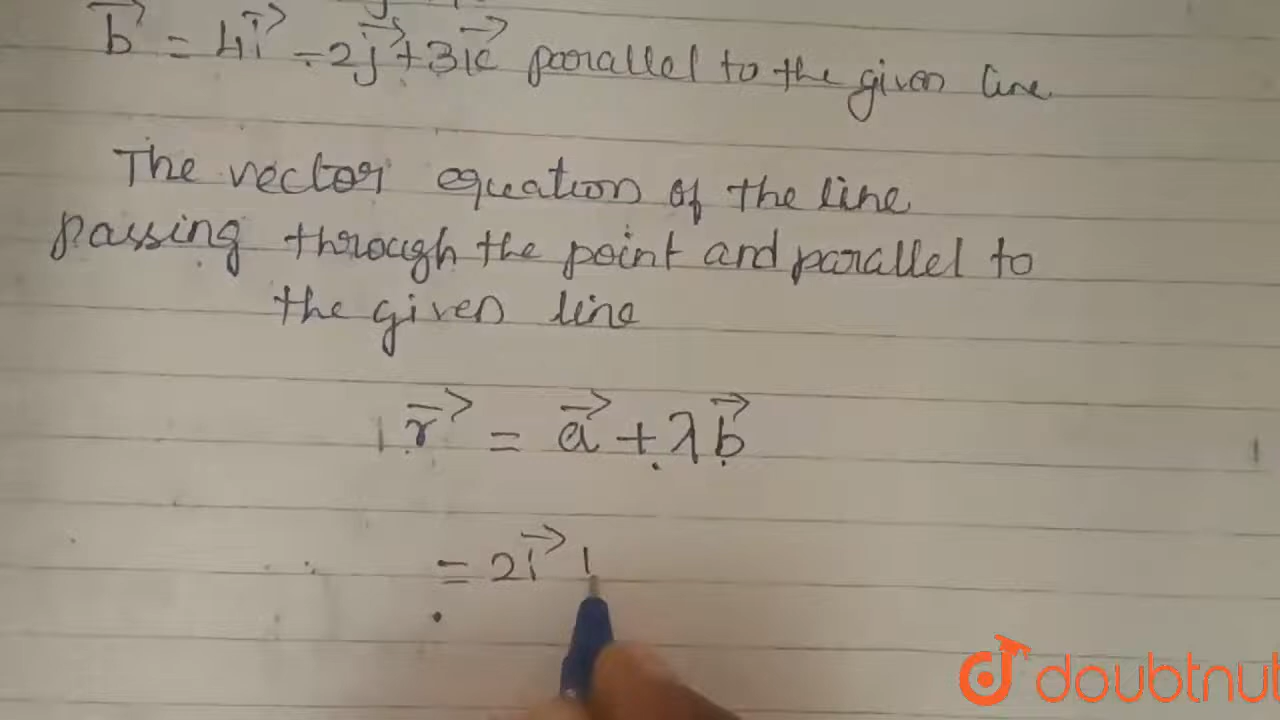 b⃗ = 4i⃗ - 2j⃗ + 3k⃗ parallel to the given line
The vector equation of the line
passing through the point and parallel to
the given line
r⃗ = a⃗ + λb⃗
= 2i⃗
doubtnut